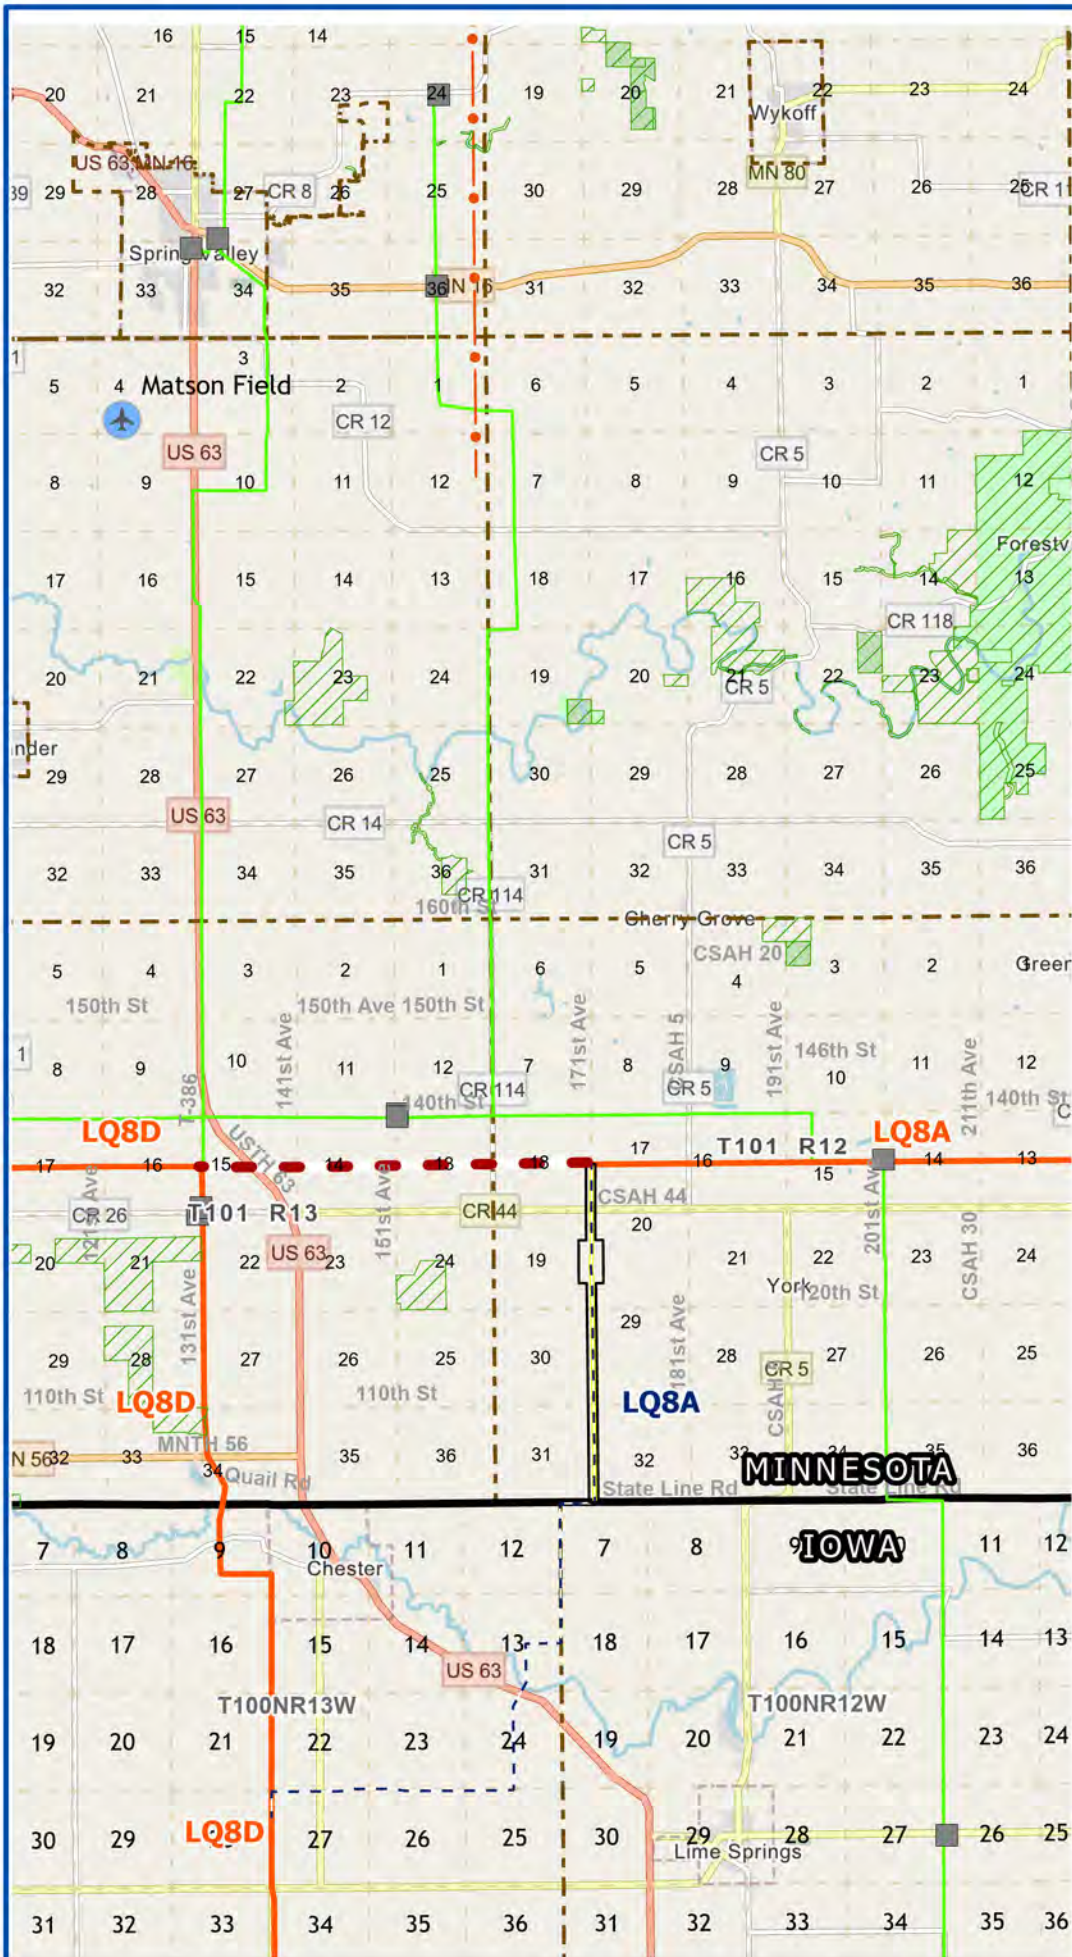 16 15 14
20 21 22 23 24 19 20 21 22 23 24
Wykoff
US 63, MN 16
MN 80
39 29 28 27 CR 8 26 25 30 29 28 27 26 25 CR 11
Spring Valley
32 33 34 35 36 N 16 31 32 33 34 35 36
1
5 4 3 2 1 6 5 4 3 2 1
Matson Field
CR 12
US 63
CR 5
8 9 10 11 12 7 8 9 10 11 12
Forestv
17 16 15 14 13 18 17 16 15 14 13
CR 118
20 21 22 23 24 19 20 21 22 23 24
CR 5
nder
29 28 27 26 25 30 29 28 27 26 25
US 63
CR 14
CR 5
32 33 34 35 36 31 32 33 34 35 36
CR 114
160th St
Cherry Grove
CSAH 20
5 4 3 2 1 6 5 4 3 2 1
Green
150th St
150th Ave 150th St
141st Ave
171st Ave
CSAH 5
191st Ave
146th St
211th Ave
1
8 9 10 11 12 7 8 9 10 11 12
T-386
CR 114
CR 5
140th St
140th St
C
LQ8D
USTH 63
T101 R12
LQ8A
17 16 15 14 13 18 17 16 15 14 13
121st Ave
151st Ave
CSAH 44
201st Av
CSAH 30
CR 26
T101 R13
CR 44
US 63
20 21 22 23 24 19 20 21 22 23 24
York
120th St
131st Ave
181st Ave
29 28 27 26 25 30 29 28 27 26 25
CR 5
CSAH
110th St
LQ8D
110th St
LQ8A
MNTH 56
N 56
32 33 34 35 36 31 32 33 34 35 36
Quail Rd
State Line Rd
MINNESOTA
State Line Rd
IOWA
7 8 9 10 11 12 7 8 9 11 12
Chester
18 17 16 15 14 13 18 17 16 15 14 13
US 63
T100NR13W
T100NR12W
19 20 21 22 23 24 19 20 21 22 23 24
LQ8D
30 29 27 26 25 30 29 28 27 26 25
Lime Springs
31 32 33 34 35 36 31 32 33 34 35 36